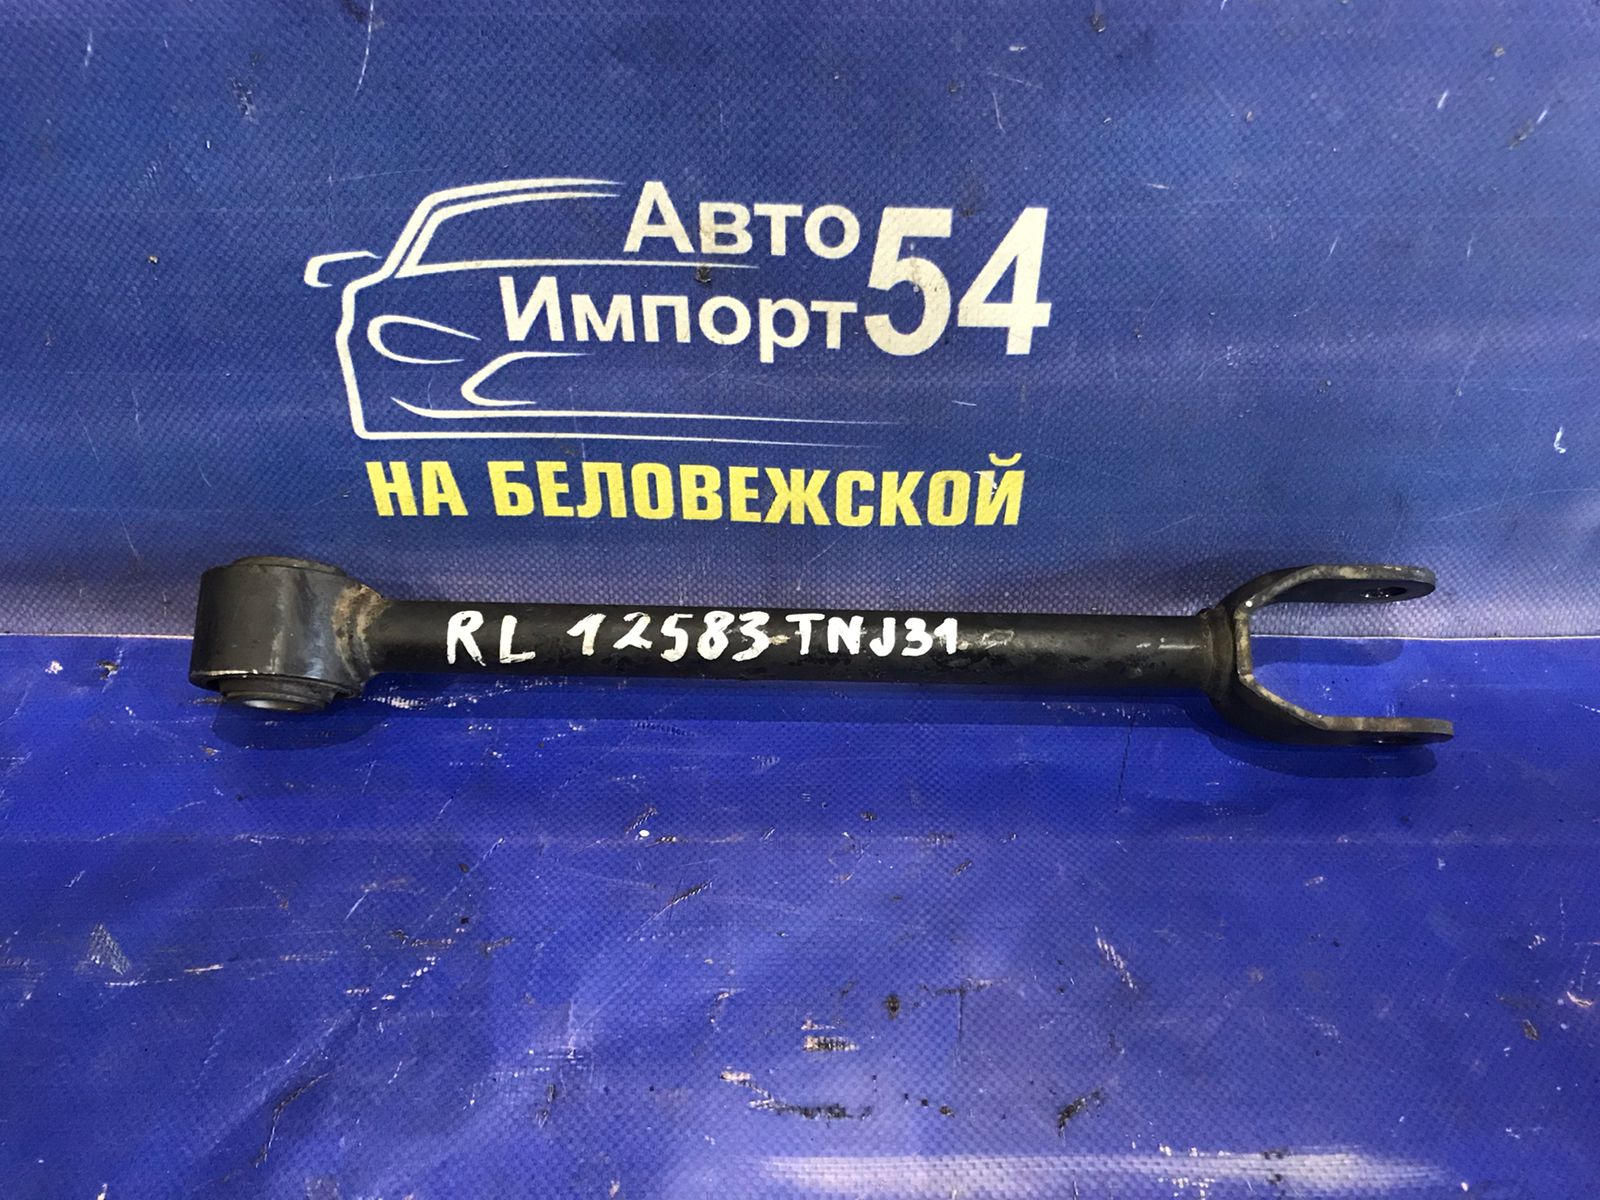 Авто
Импорт54
НА БЕЛОВЕЖСКОЙ
RL 12583 TNJ31